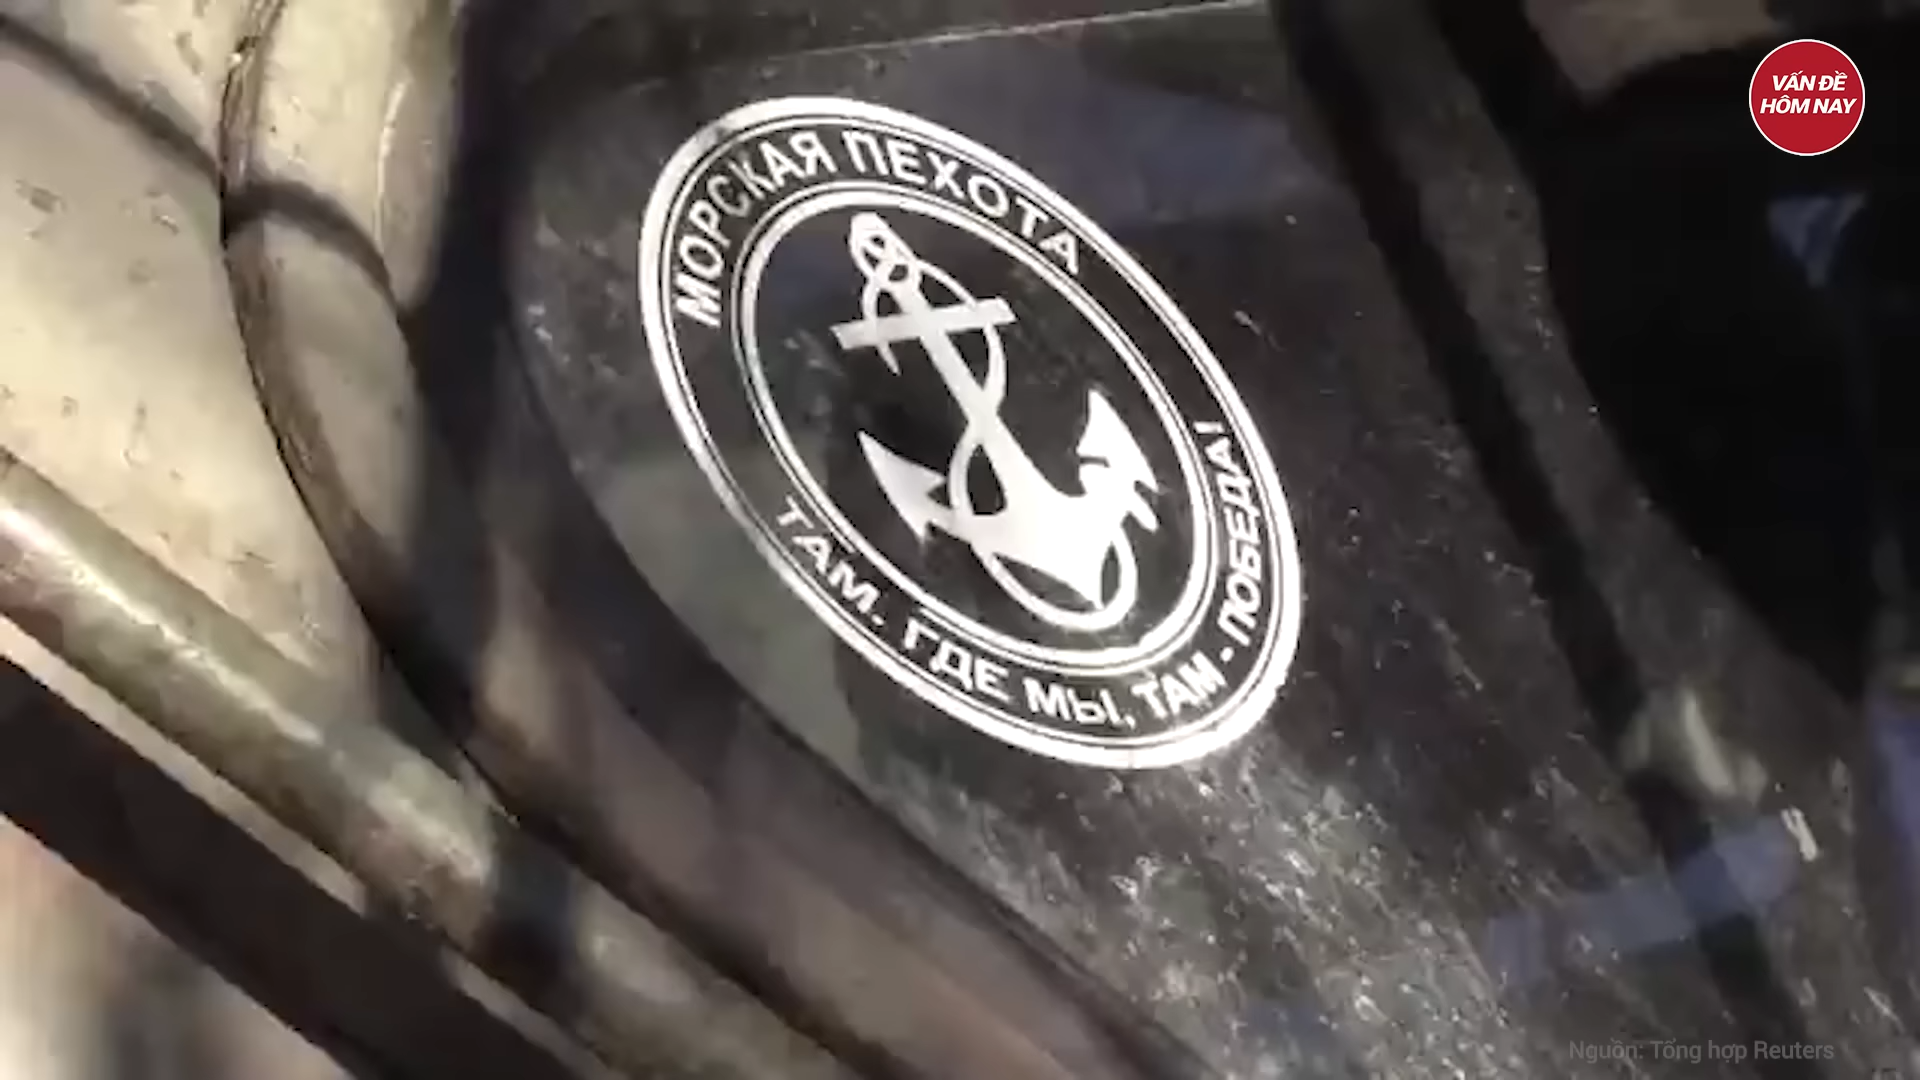 VẤN ĐỀ
HÔM NAY
МОРСКАЯ ПЕХОТА
ТАМ. ГДЕ МЫ, ТАМ - ПОБЕДА!
Nguồn: Tổng hợp Reuters